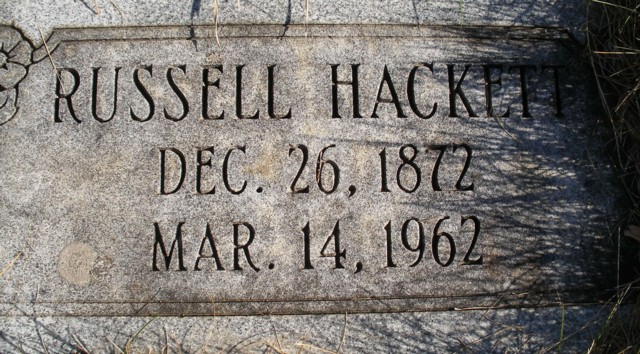 RUSSELL HACKETT
DEC. 26, 1872
MAR. 14, 1962